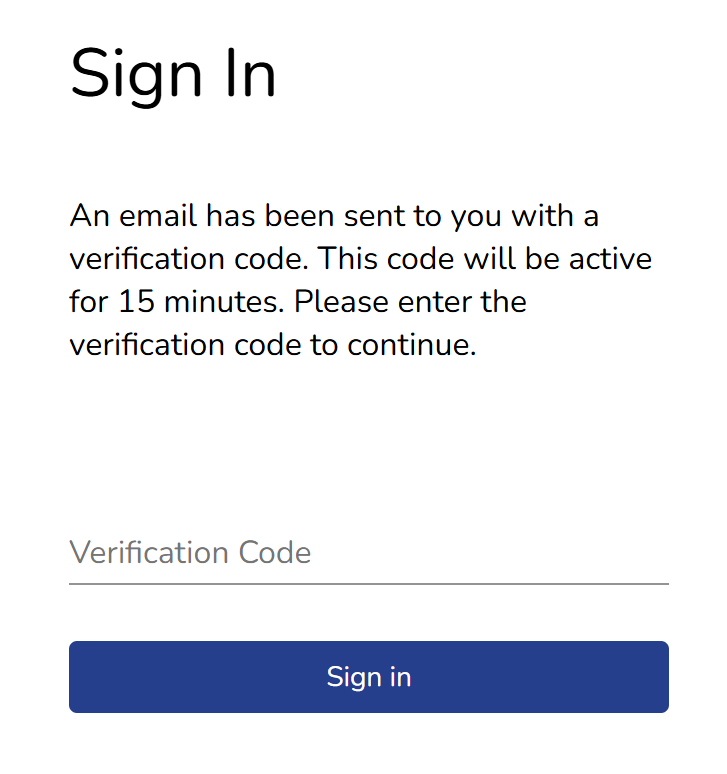 Sign In
An email has been sent to you with a
verification code. This code will be active
for 15 minutes. Please enter the
verification code to continue.
Verification Code
Sign in